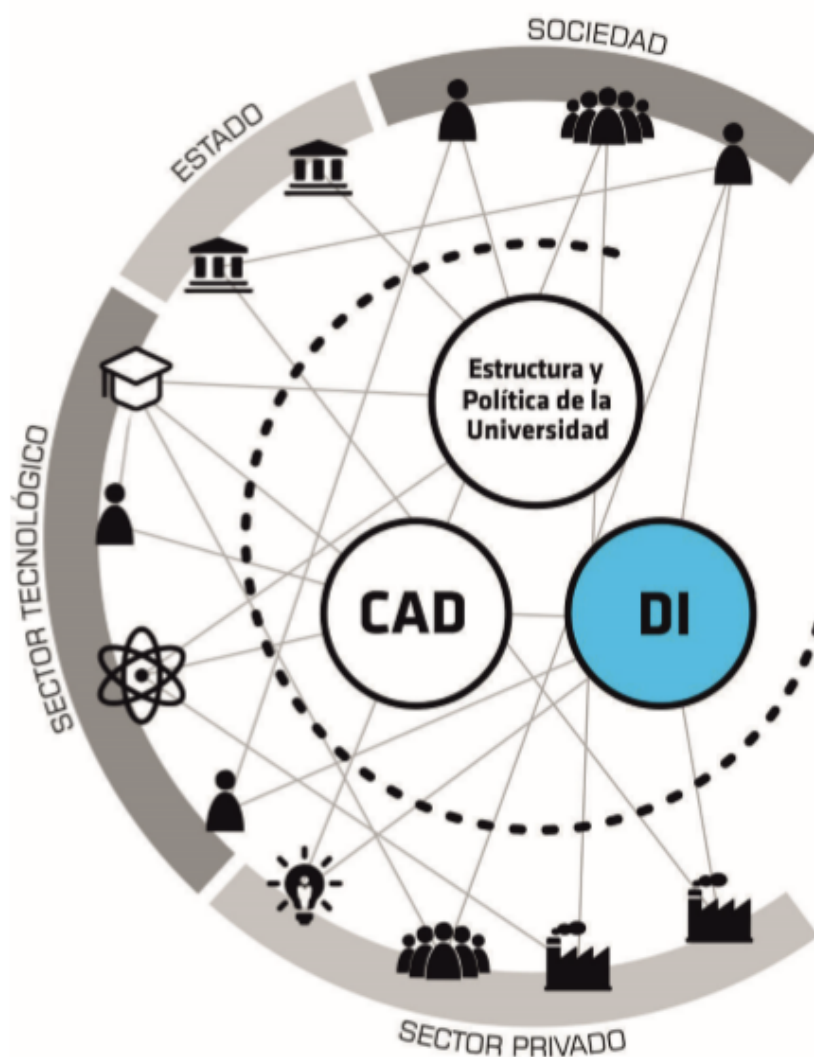 SOCIEDAD
ESTADO
SECTOR TECNOLÓGICO
Estructura y
Política de la
Universidad
CAD
DI
SECTOR PRIVADO